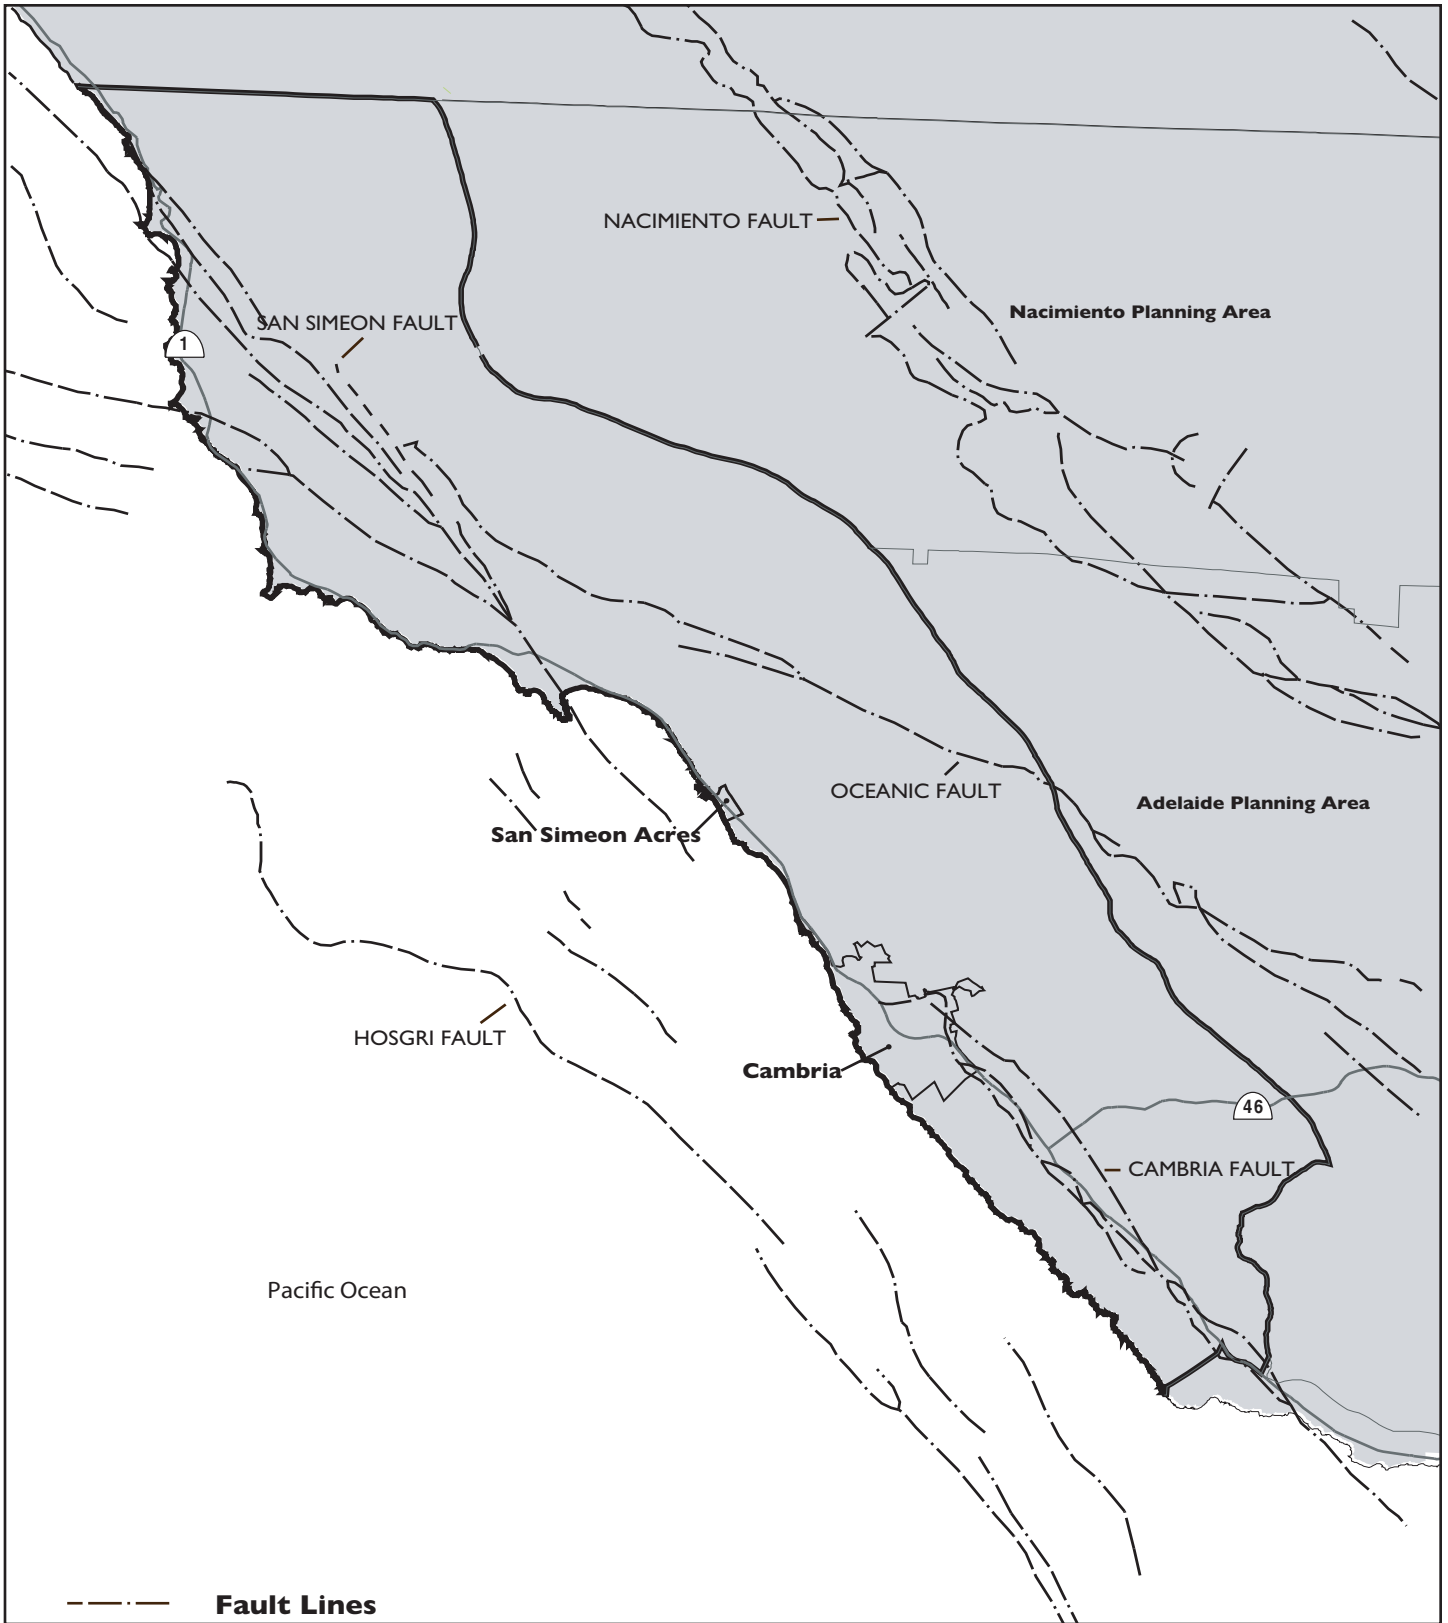 NACIMIENTO FAULT
Nacimiento Planning Area
SAN SIMEON FAULT
1
OCEANIC FAULT
Adelaide Planning Area
San Simeon Acres
HOSGRI FAULT
Cambria
46
CAMBRIA FAULT
Pacific Ocean
Fault Lines